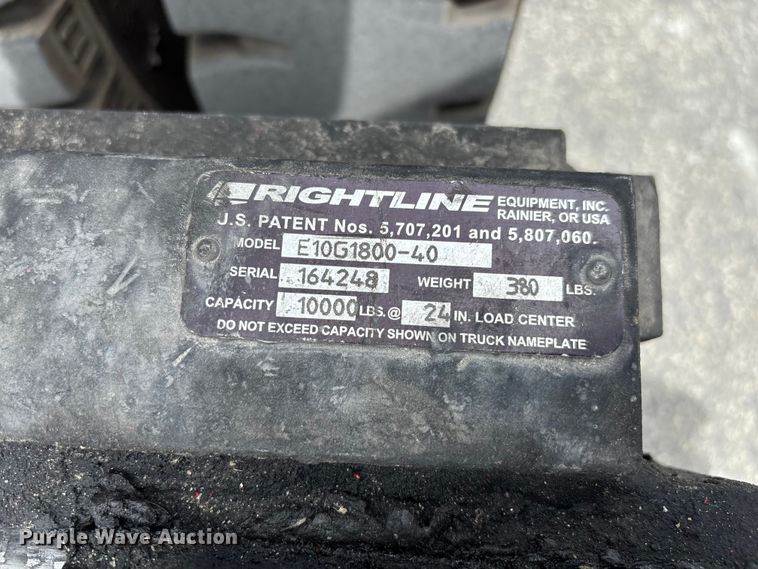 RIGHTLINE EQUIPMENT, INC.
RAINIER, OR USA
U.S. PATENT Nos. 5,707,201 and 5,807,060.
MODEL E10G1800-40
SERIAL 164248 WEIGHT 380 LBS.
CAPACITY 10000 LBS.@ 24 IN. LOAD CENTER
DO NOT EXCEED CAPACITY SHOWN ON TRUCK NAMEPLATE
Purple Wave Auction